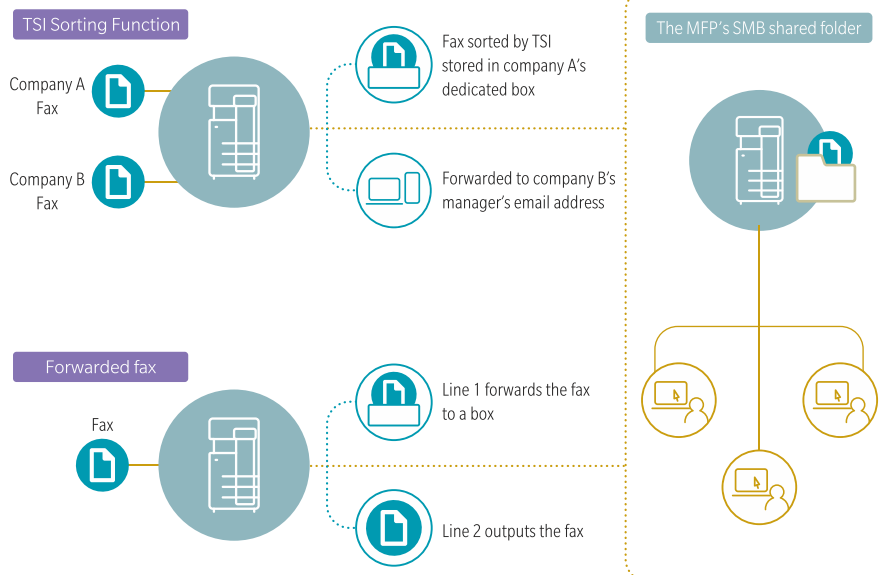 TSI Sorting Function
Company A
Fax
Company B
Fax
Fax sorted by TSI
stored in company A's
dedicated box
Forwarded to company B's
manager's email address
Forwarded fax
Fax
Line 1 forwards the fax
to a box
Line 2 outputs the fax
The MFP's SMB shared folder